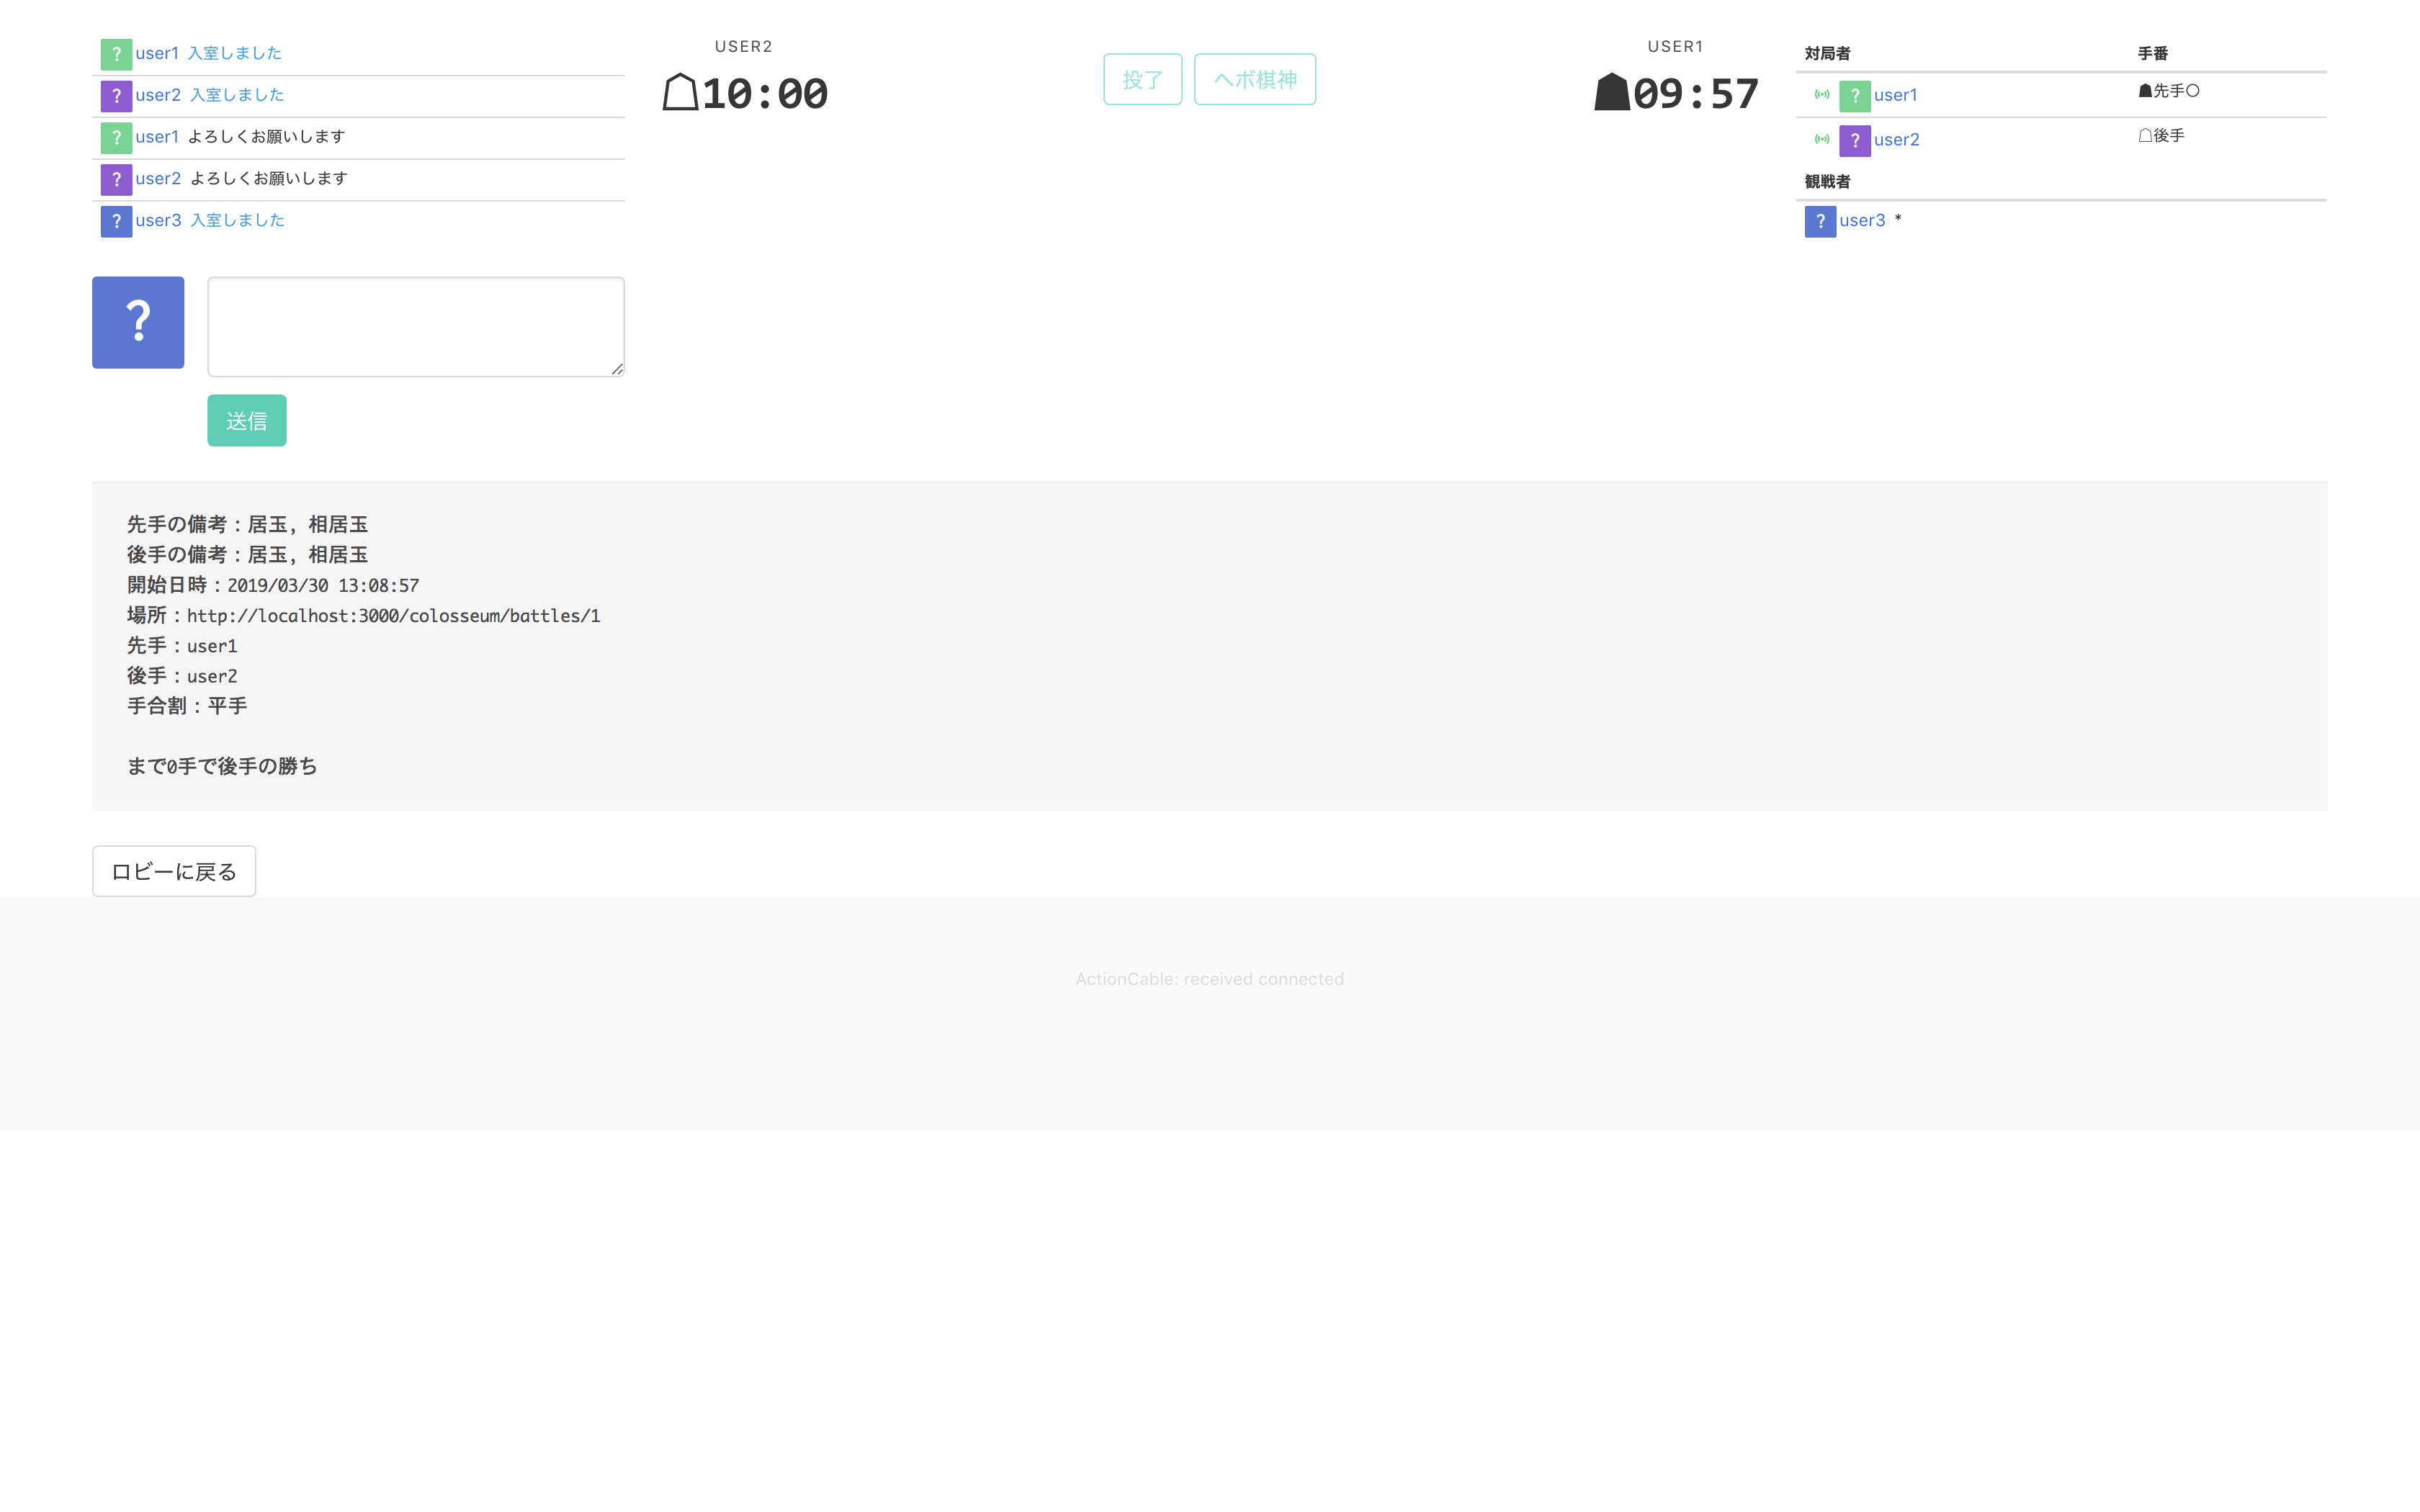 ? user1 入室しました
? user2 入室しました
? user1 よろしくお願いします
? user2 よろしくお願いします
? user3 入室しました
?
送信
USER2
☖10:00
投了
ヘボ棋神
USER1
☗09:57
対局者 手番
? user1 ☗先手〇
? user2 ☖後手
観戦者
? user3 *
先手の備考：居玉, 相居玉
後手の備考：居玉, 相居玉
開始日時：2019/03/30 13:08:57
場所：http://localhost:3000/colosseum/battles/1
先手：user1
後手：user2
手合割：平手
まで0手で後手の勝ち
ロビーに戻る
ActionCable: received connected